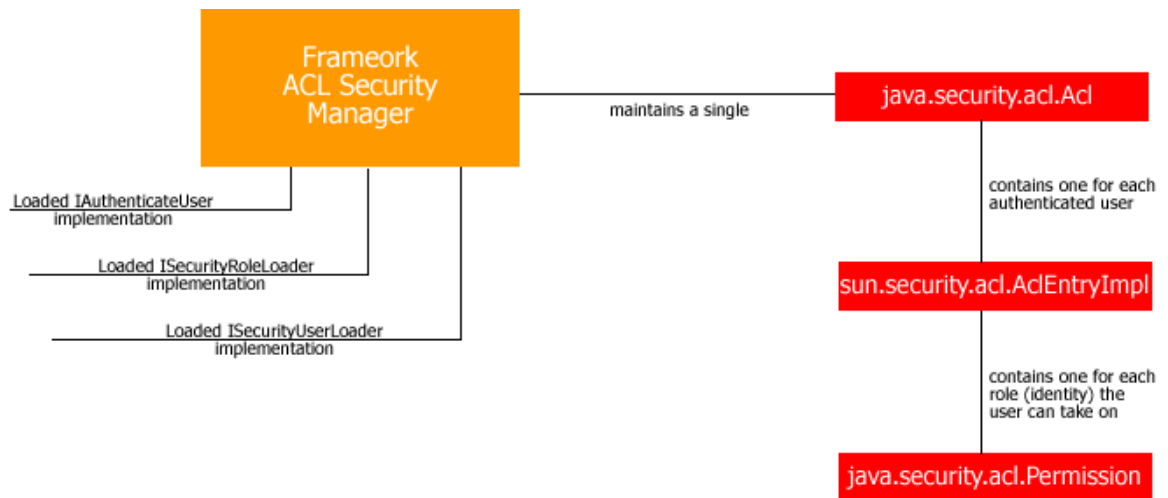 Frameork
ACL Security
Manager
maintains a single
java.security.acl.Acl
contains one for each
authenticated user
Loaded IAuthenticateUser
implementation
Loaded ISecurityRoleLoader
implementation
sun.security.acl.AclEntryImpl
Loaded ISecurityUserLoader
implementation
contains one for each
role (identity) the
user can take on
java.security.acl.Permission